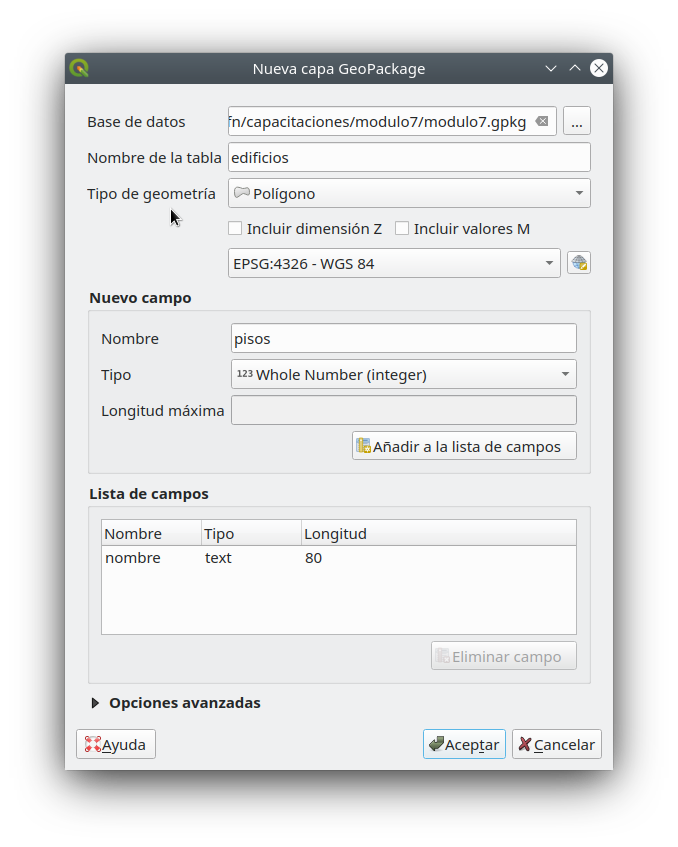 Nueva capa GeoPackage
Base de datos fn/capacitaciones/modulo7/modulo7.gpkg ...
Nombre de la tabla edificios
Tipo de geometría Polígono
Incluir dimensión Z Incluir valores M
EPSG:4326 - WGS 84
Nuevo campo
Nombre pisos
Tipo 123 Whole Number (integer)
Longitud máxima
Añadir a la lista de campos
Lista de campos
Nombre Tipo Longitud
nombre text 80
Eliminar campo
Opciones avanzadas
Ayuda Aceptar Cancelar